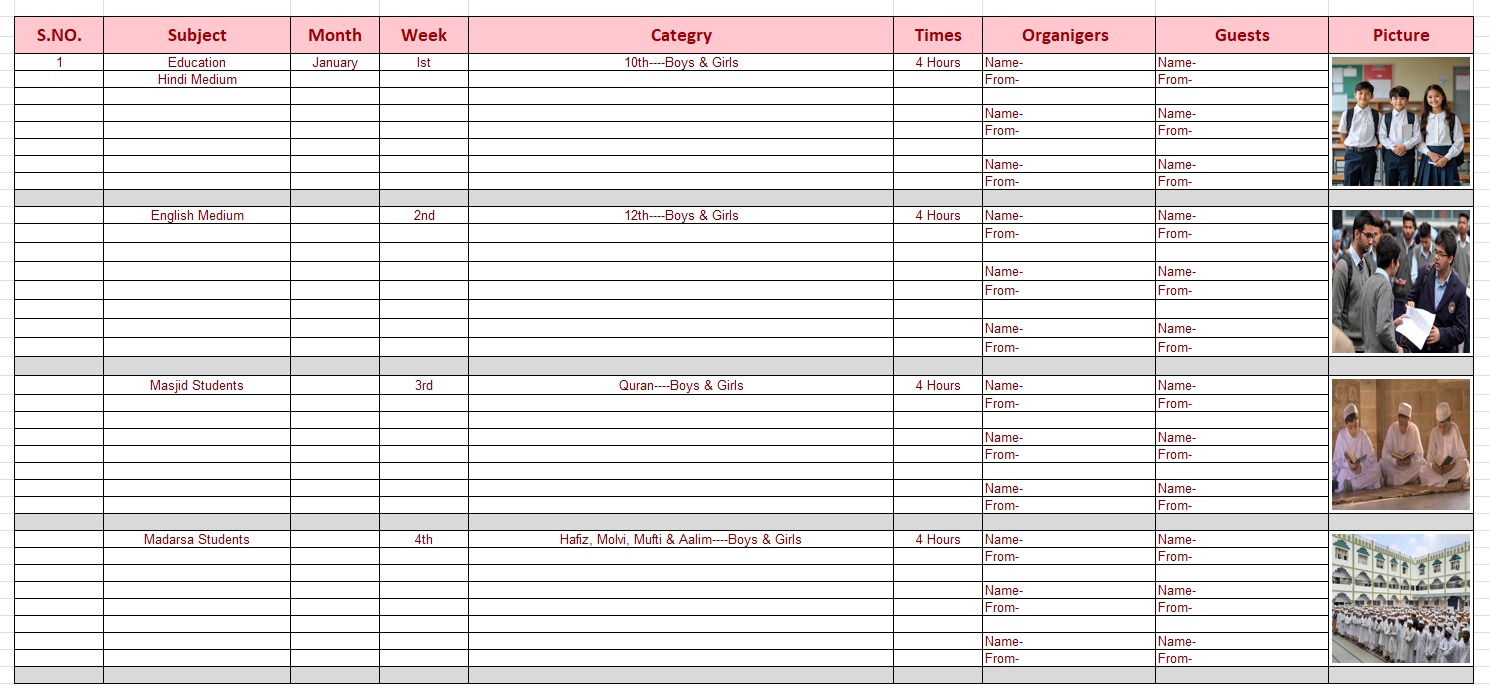 S.NO. Subject Month Week Categry Times Organigers Guests Picture
1 Education January Ist 10th----Boys & Girls 4 Hours Name- Name-
Hindi Medium From- From-
Name- Name-
From- From-
Name- Name-
From- From-
English Medium 2nd 12th----Boys & Girls 4 Hours Name- Name-
From- From-
Name- Name-
From- From-
Name- Name-
From- From-
Masjid Students 3rd Quran----Boys & Girls 4 Hours Name- Name-
From- From-
Name- Name-
From- From-
Name- Name-
From- From-
Madarsa Students 4th Hafiz, Molvi, Mufti & Aalim----Boys & Girls 4 Hours Name- Name-
From- From-
Name- Name-
From- From-
Name- Name-
From- From-